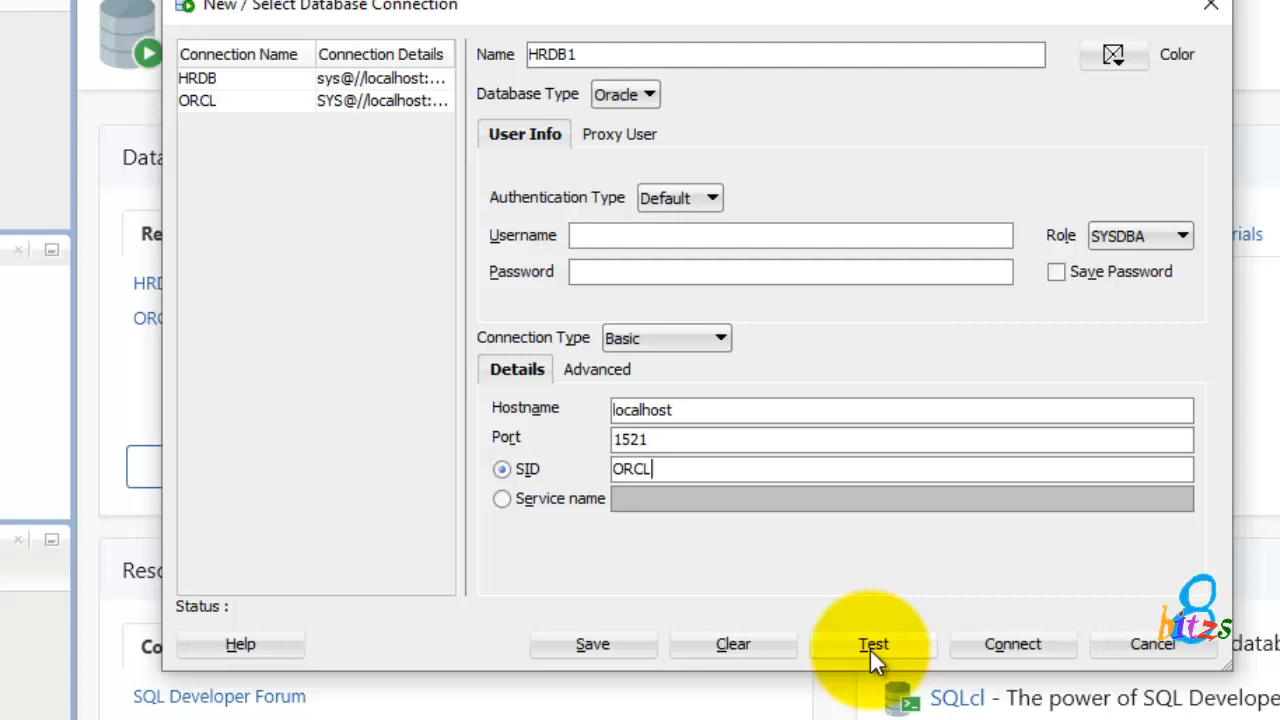 New / Select Database Connection
Connection Name Connection Details
HRDB sys@//localhost:...
ORCL SYS@//localhost:...
Name HRDB1 Color
Database Type Oracle
User Info Proxy User
Authentication Type Default
Username Role SYSDBA
Password Save Password
Connection Type Basic
Details Advanced
Hostname localhost
Port 1521
SID ORCL
Service name
Status :
Help Save Clear Test Connect Cancel
Data
Re
HRD
ORC
rials
Reso
Co
databa
SQL Developer Forum
SQLcl - The power of SQL Develope
8
bitzs